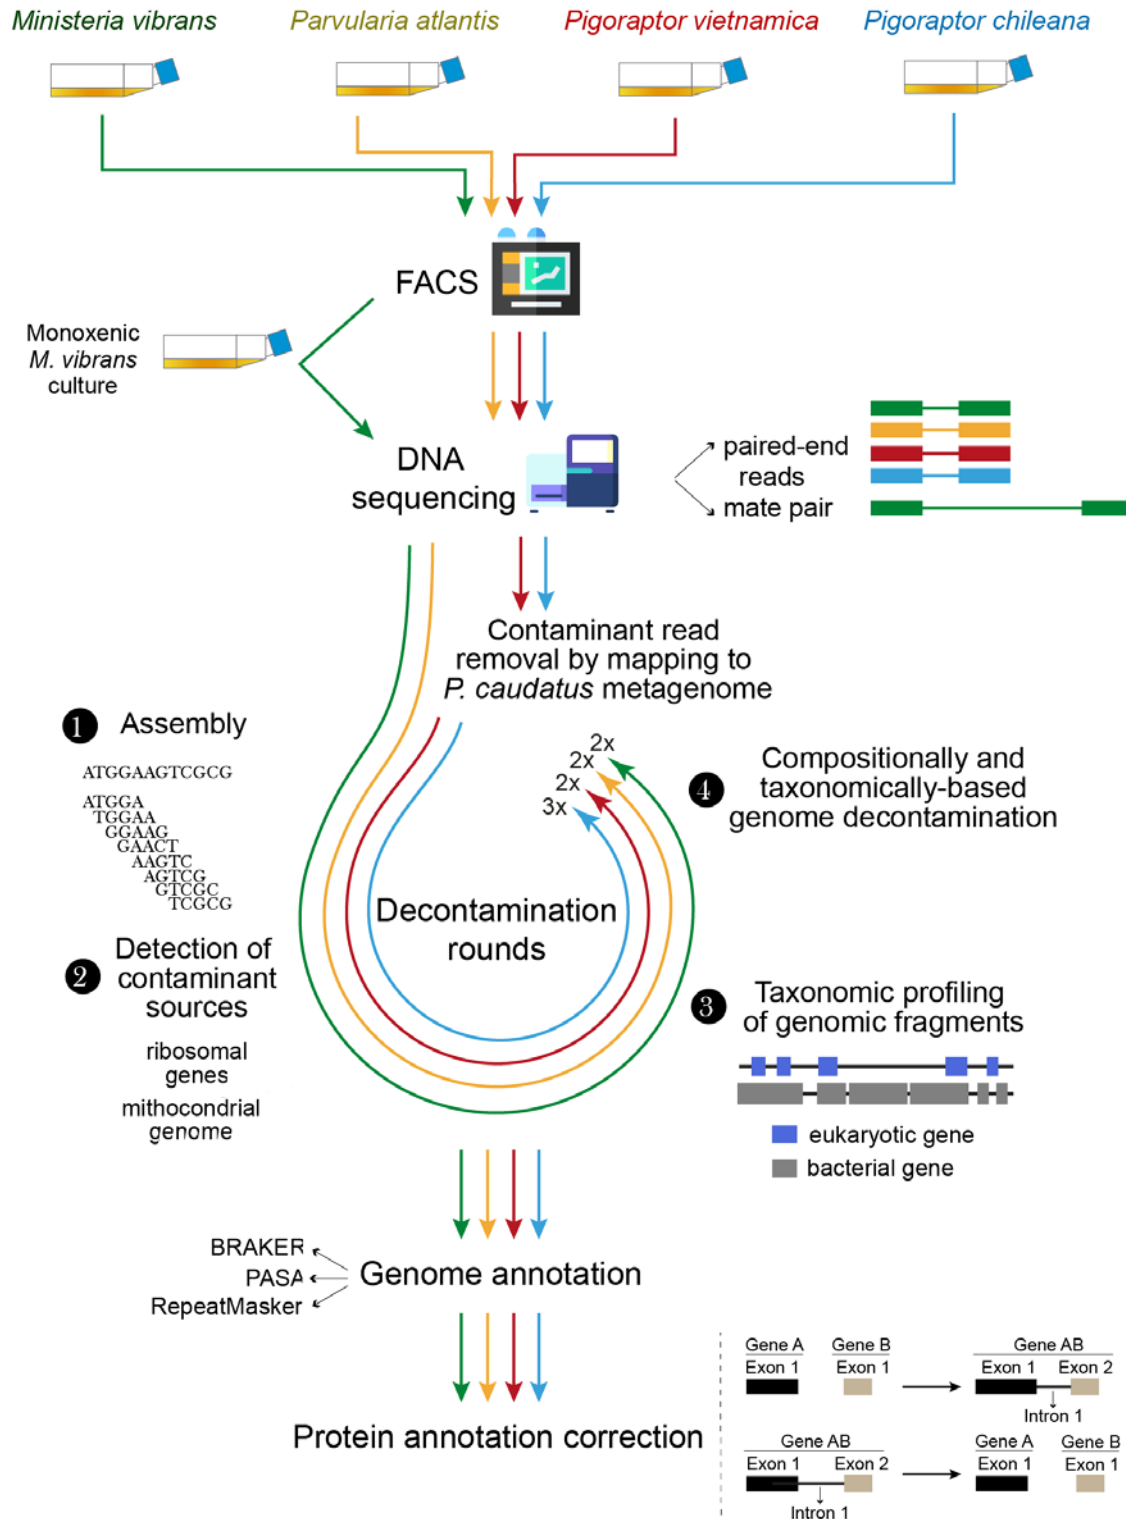 Ministeria vibrans
Parvularia atlantis
Pigoraptor vietnamica
Pigoraptor chileana
FACS
Monoxenic
M. vibrans
culture
DNA
sequencing
paired-end
reads
mate pair
Contaminant read
removal by mapping to
P. caudatus metagenome
1 Assembly
ATGGAAGTCGCG
ATGGA
TGGAA
GGAAG
GAACT
AAGTC
AGTCG
GTCGC
TCGCG
2 Detection of
contaminant
sources
ribosomal
genes
mithocondrial
genome
Decontamination
rounds
2x
2x
2x
3x
4 Compositionally and
taxonomically-based
genome decontamination
3 Taxonomic profiling
of genomic fragments
eukaryotic gene
bacterial gene
BRAKER
PASA
RepeatMasker
Genome annotation
Protein annotation correction
Gene A Gene B Gene AB
Exon 1 Exon 1 Exon 1 Exon 2
Intron 1
Gene AB Gene A Gene B
Exon 1 Exon 2 Exon 1 Exon 1
Intron 1